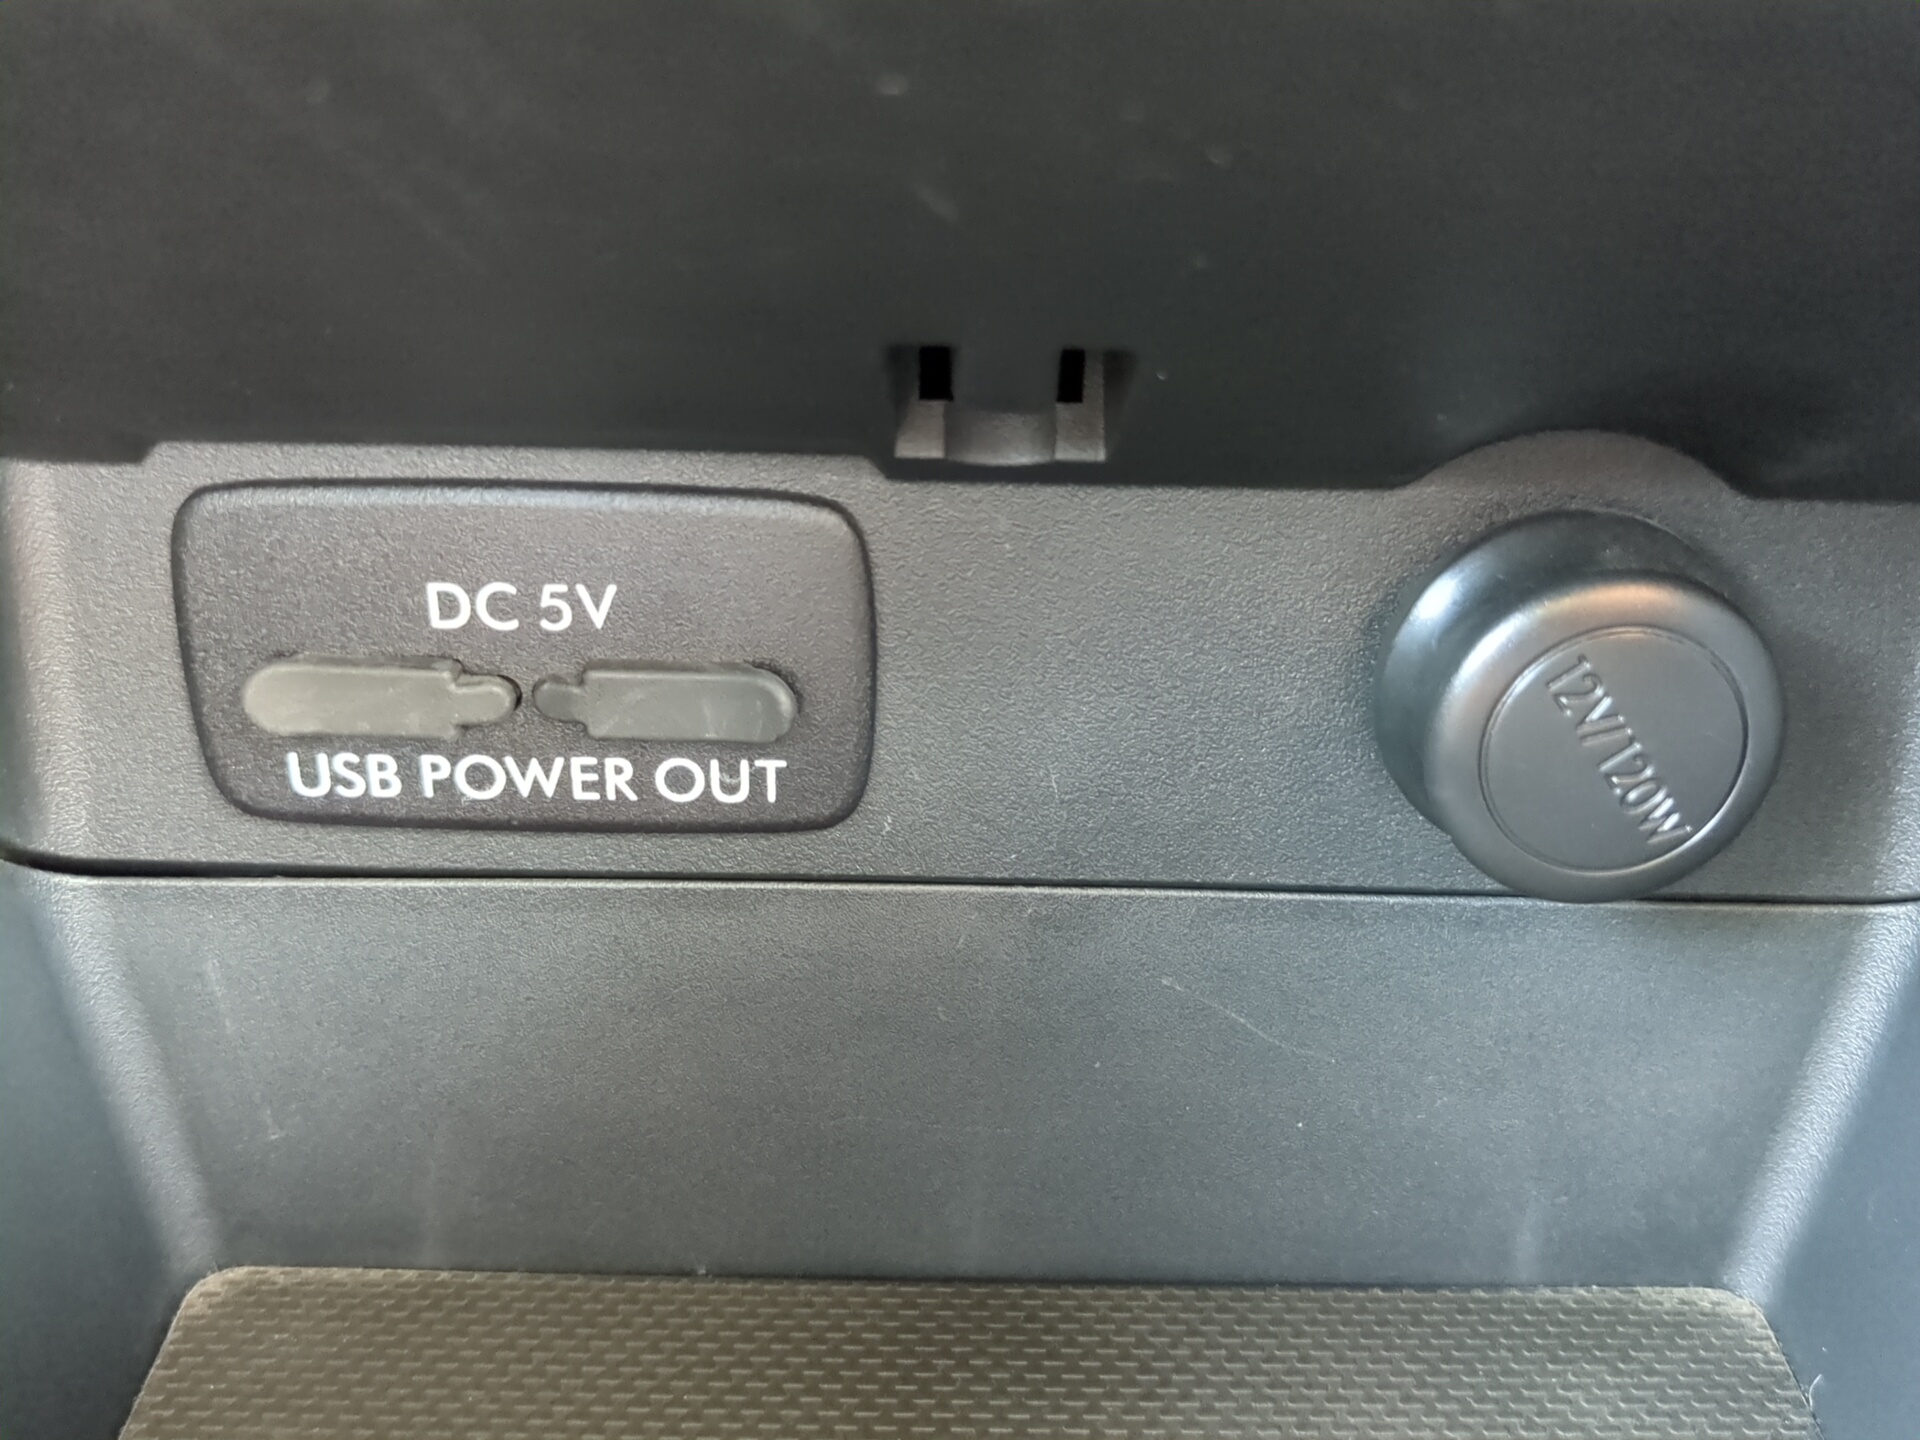 DC 5V
USB POWER OUT
12V/120W